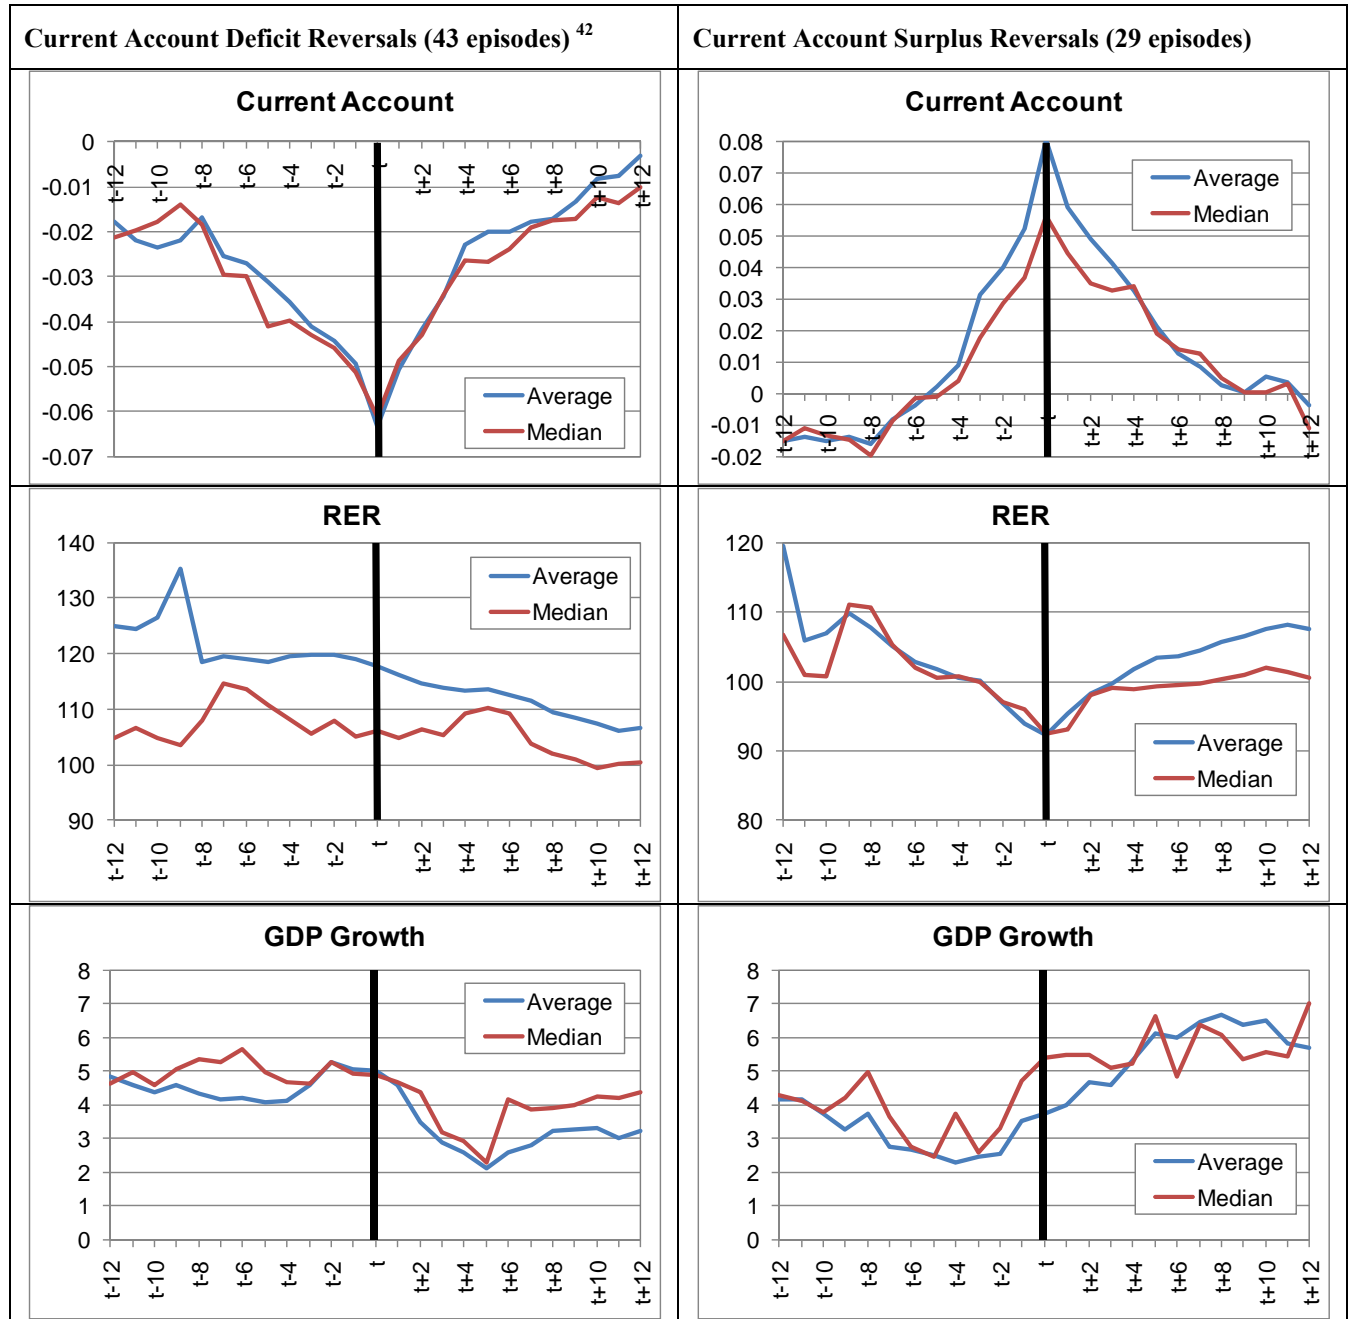 Current Account Deficit Reversals (43 episodes) 42
Current Account Surplus Reversals (29 episodes)
Current Account
0
-0.01
-0.02
-0.03
-0.04
-0.05
-0.06
-0.07
t-12
t-10
t-8
t-6
t-4
t-2
t
t+2
t+4
t+6
t+8
t+10
t+12
Average
Median
Current Account
0.08
0.07
0.06
0.05
0.04
0.03
0.02
0.01
0
-0.01
-0.02
t-12
t-10
t-8
t-6
t-4
t-2
t
t+2
t+4
t+6
t+8
t+10
t+12
Average
Median
RER
140
130
120
110
100
90
t-12
t-10
t-8
t-6
t-4
t-2
t
t+2
t+4
t+6
t+8
t+10
t+12
Average
Median
RER
120
110
100
90
80
t-12
t-10
t-8
t-6
t-4
t-2
t
t+2
t+4
t+6
t+8
t+10
t+12
Average
Median
GDP Growth
8
7
6
5
4
3
2
1
0
t-12
t-10
t-8
t-6
t-4
t-2
t
t+2
t+4
t+6
t+8
t+10
t+12
Average
Median
GDP Growth
8
7
6
5
4
3
2
1
0
t-12
t-10
t-8
t-6
t-4
t-2
t
t+2
t+4
t+6
t+8
t+10
t+12
Average
Median